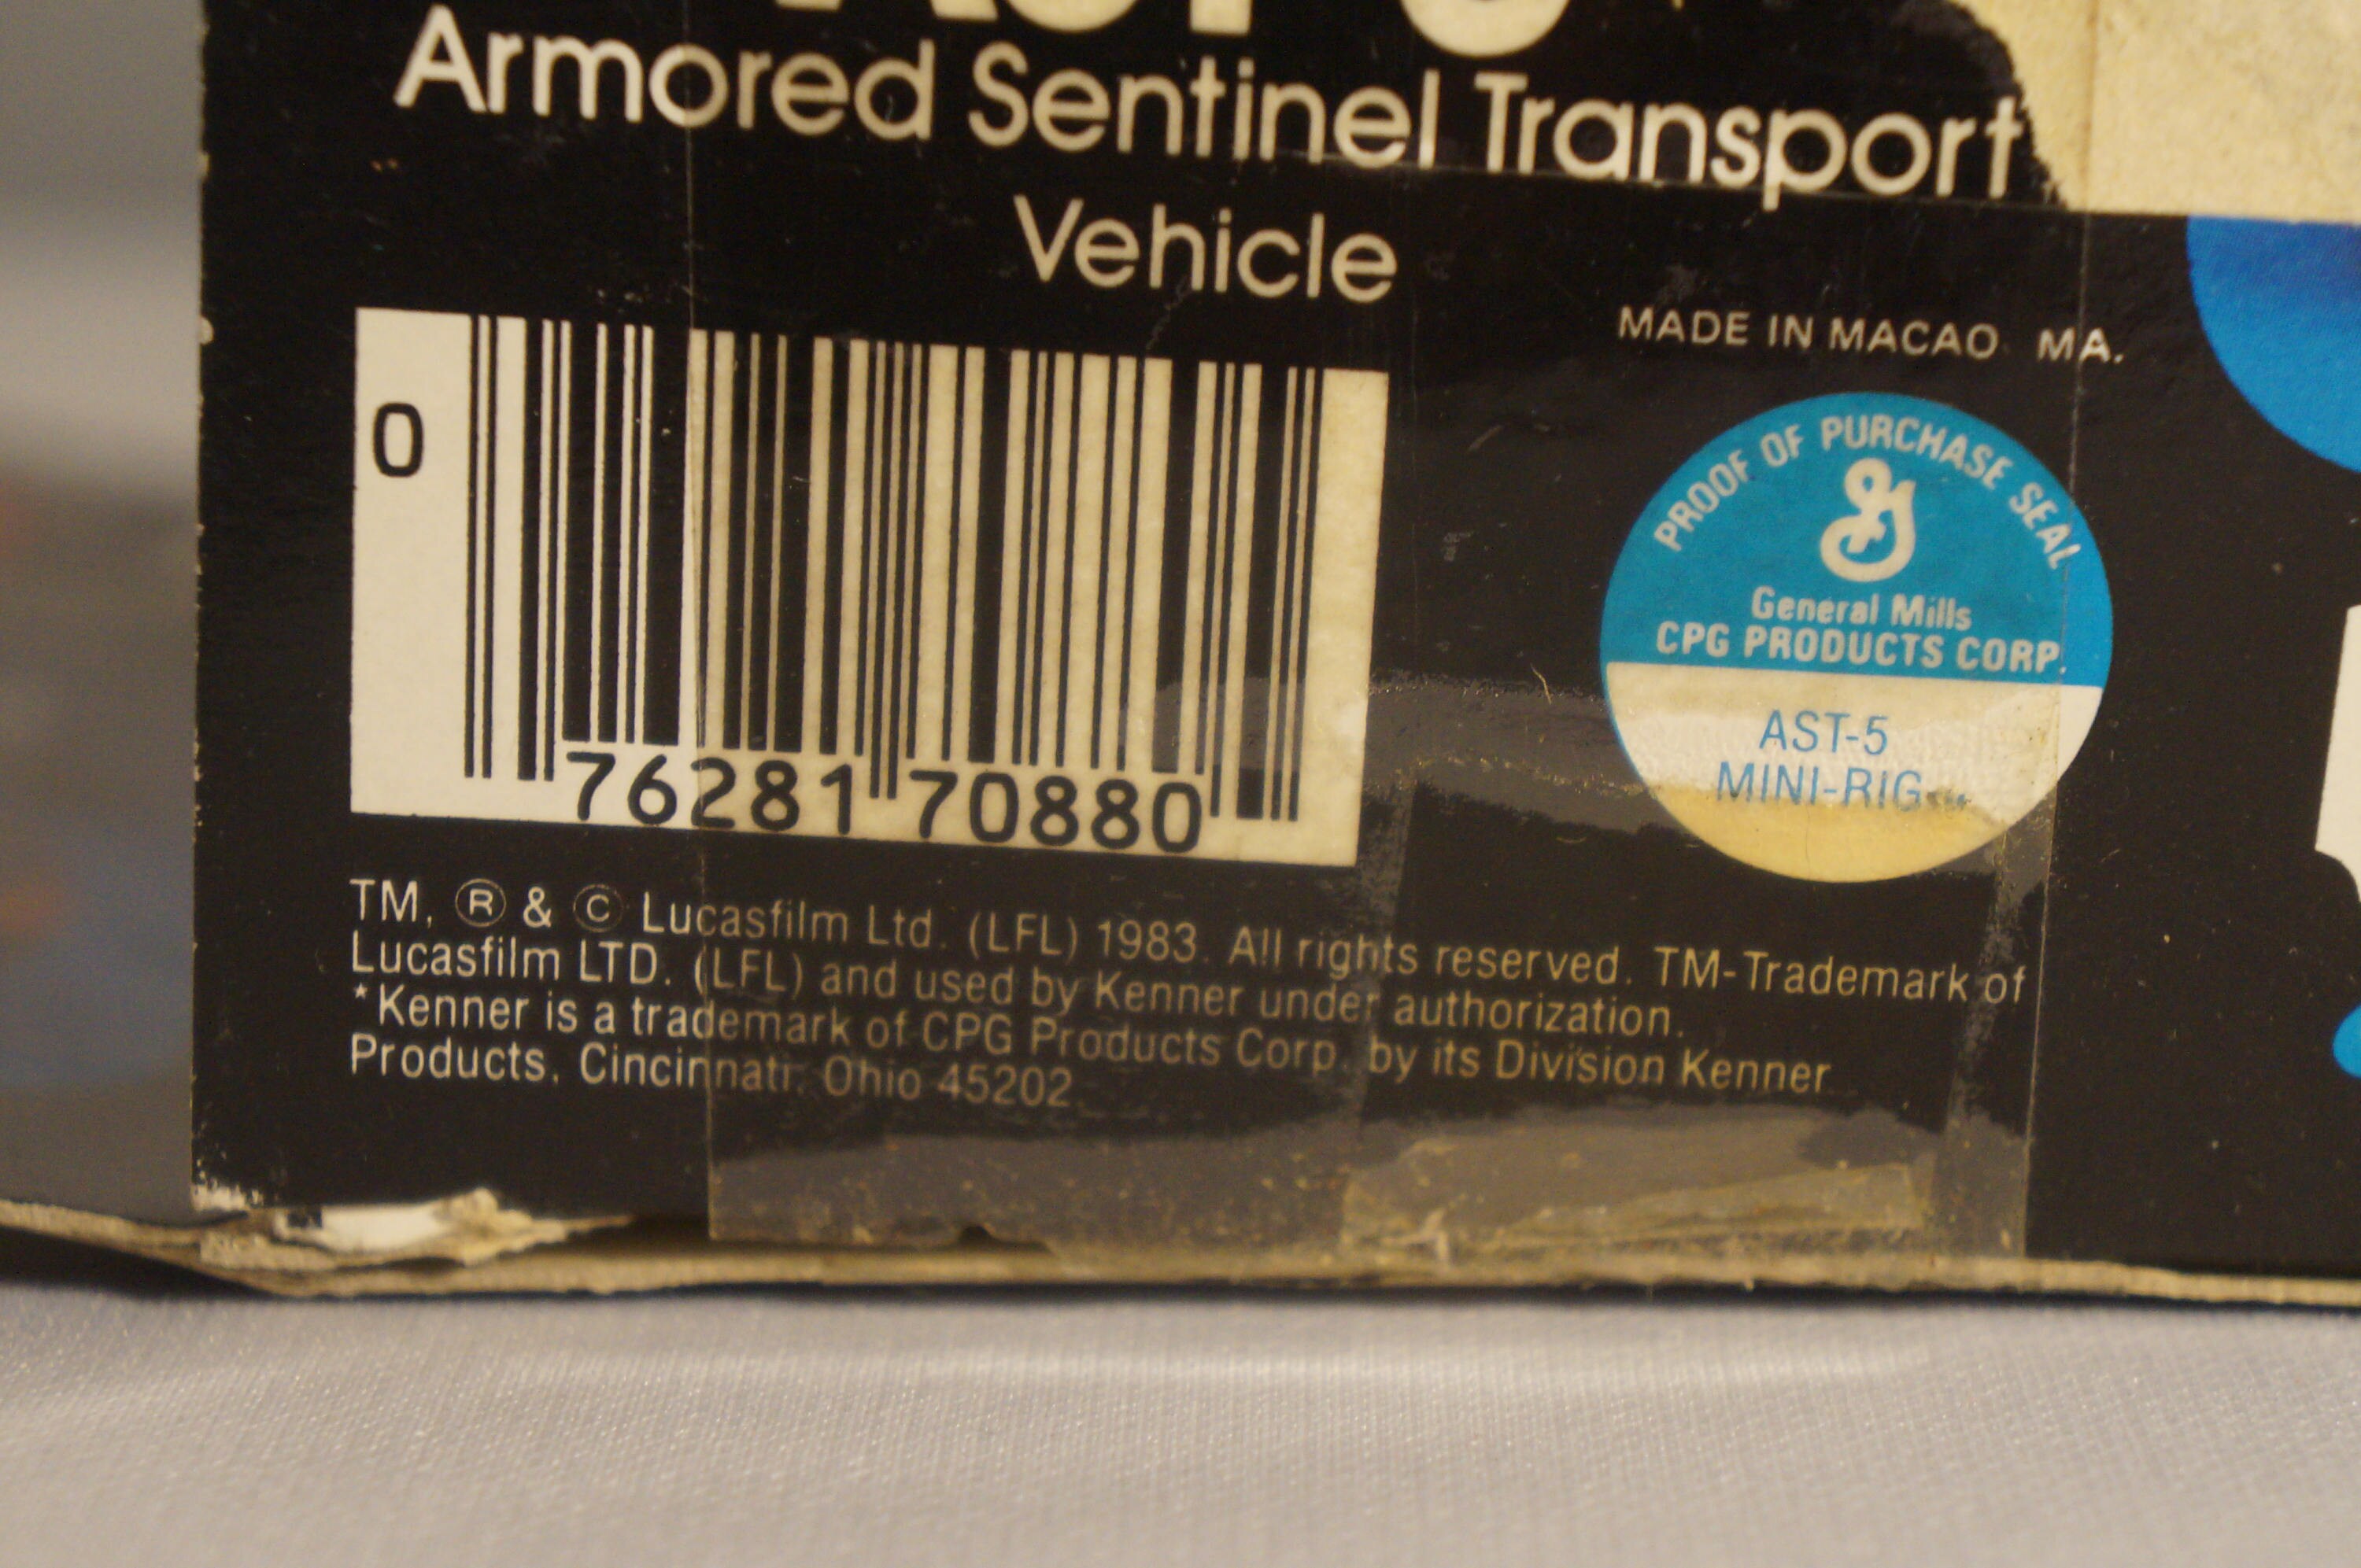 Armored Sentinel Transport
Vehicle
MADE IN MACAO MA.
0
76281 70880
PROOF OF PURCHASE SEAL
General Mills
CPG PRODUCTS CORP.
AST-5
MINI-RIG
TM, ® & © Lucasfilm Ltd. (LFL) 1983. All rights reserved. TM-Trademark of
Lucasfilm LTD. (LFL) and used by Kenner under authorization.
*Kenner is a trademark of CPG Products Corp. by its Division Kenner
Products, Cincinnati, Ohio 45202